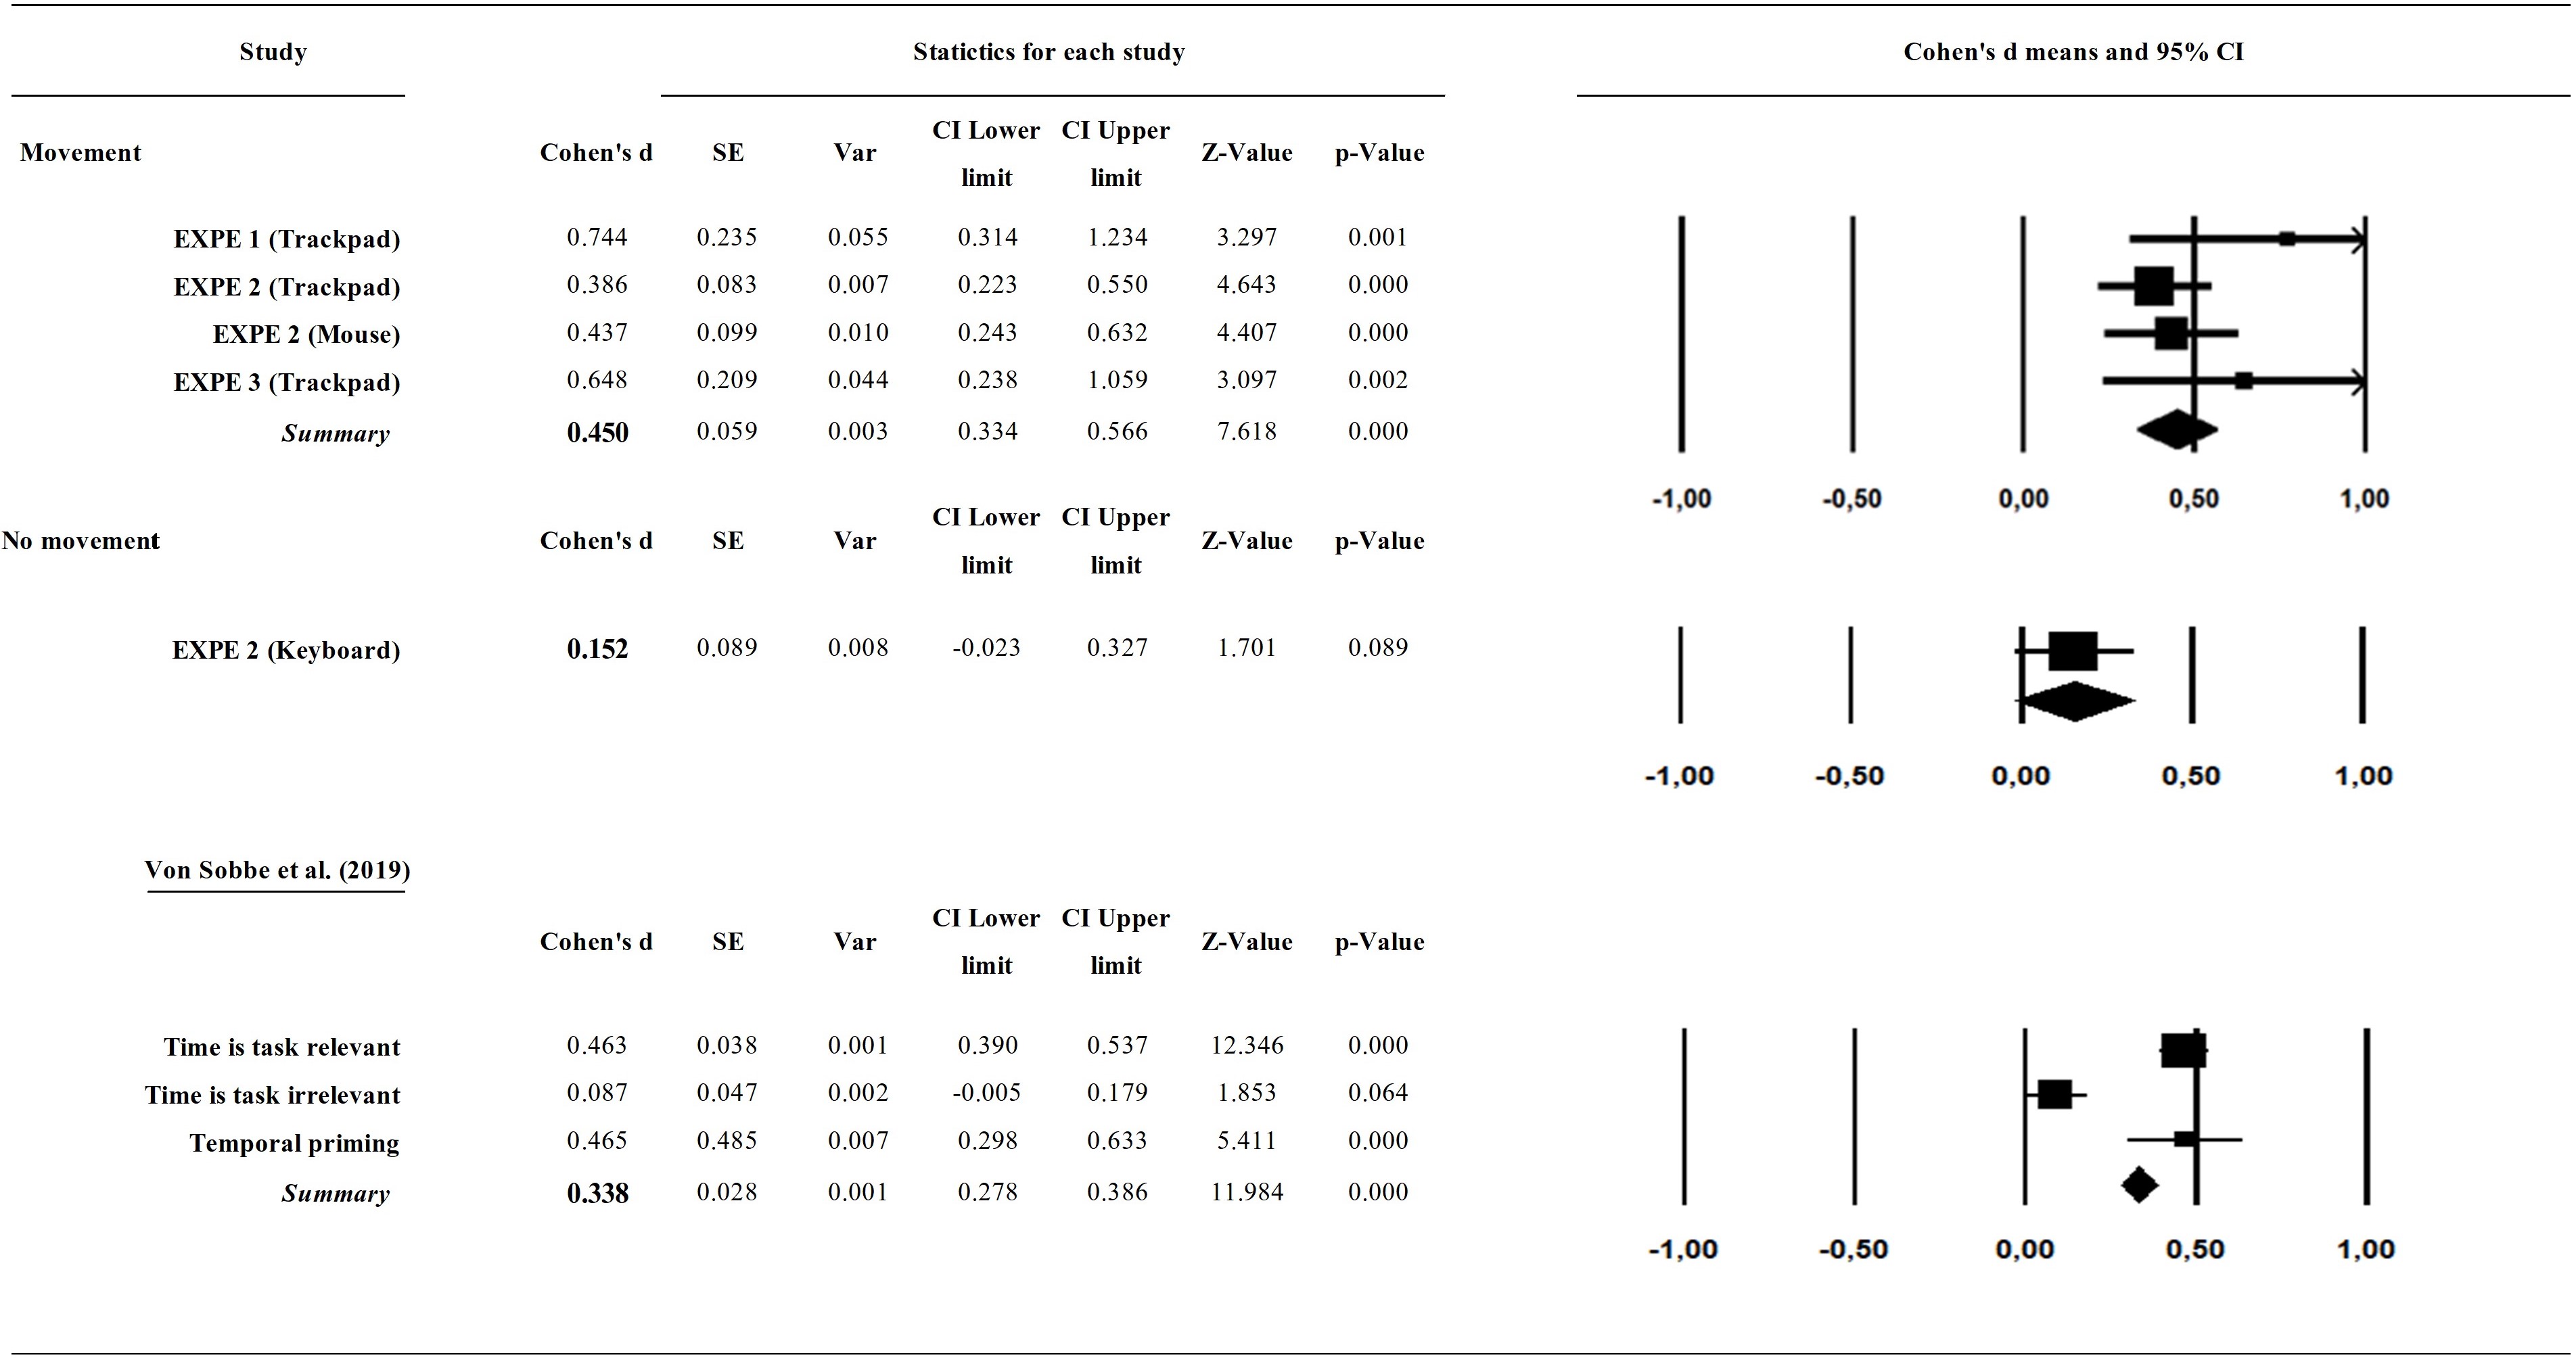 Study Statictics for each study Cohen's d means and 95% CI
Movement Cohen's d SE Var CI Lower limit CI Upper limit Z-Value p-Value
EXPE 1 (Trackpad) 0.744 0.235 0.055 0.314 1.234 3.297 0.001
EXPE 2 (Trackpad) 0.386 0.083 0.007 0.223 0.550 4.643 0.000
EXPE 2 (Mouse) 0.437 0.099 0.010 0.243 0.632 4.407 0.000
EXPE 3 (Trackpad) 0.648 0.209 0.044 0.238 1.059 3.097 0.002
Summary 0.450 0.059 0.003 0.334 0.566 7.618 0.000
-1,00 -0,50 0,00 0,50 1,00
No movement Cohen's d SE Var CI Lower limit CI Upper limit Z-Value p-Value
EXPE 2 (Keyboard) 0.152 0.089 0.008 -0.023 0.327 1.701 0.089
-1,00 -0,50 0,00 0,50 1,00
Von Sobbe et al. (2019)
Cohen's d SE Var CI Lower limit CI Upper limit Z-Value p-Value
Time is task relevant 0.463 0.038 0.001 0.390 0.537 12.346 0.000
Time is task irrelevant 0.087 0.047 0.002 -0.005 0.179 1.853 0.064
Temporal priming 0.465 0.485 0.007 0.298 0.633 5.411 0.000
Summary 0.338 0.028 0.001 0.278 0.386 11.984 0.000
-1,00 -0,50 0,00 0,50 1,00